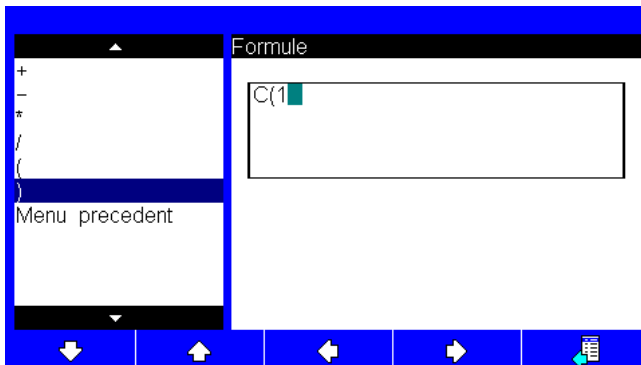 Formule
+
-
*
/
(
)
Menu precedent
C(1